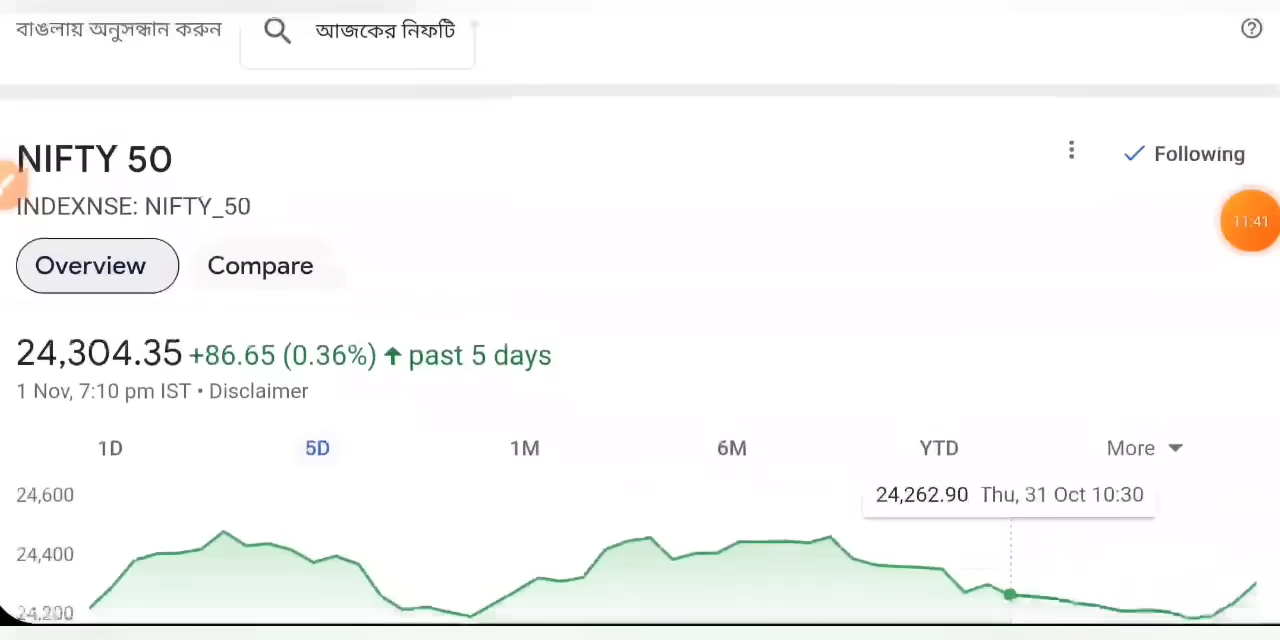 বাঙলায় অনুসন্ধান করুন
আজকের নিফটি
NIFTY 50
Following
INDEXNSE: NIFTY_50
11:41
Overview
Compare
24,304.35 +86.65 (0.36%) ↑ past 5 days
1 Nov, 7:10 pm IST • Disclaimer
1D 5D 1M 6M YTD More
24,600
24,262.90 Thu, 31 Oct 10:30
24,400
24,200